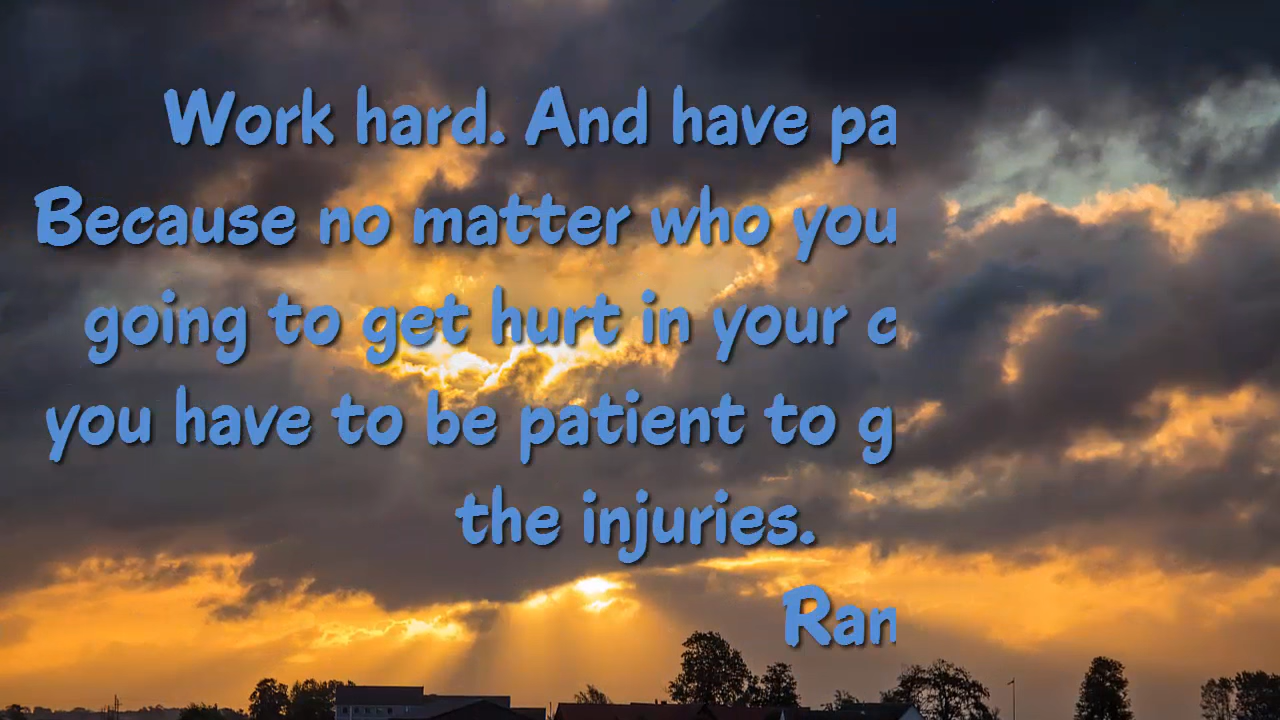 Work hard. And have pa
Because no matter who you
going to get hurt in your c
you have to be patient to g
the injuries.
Ran